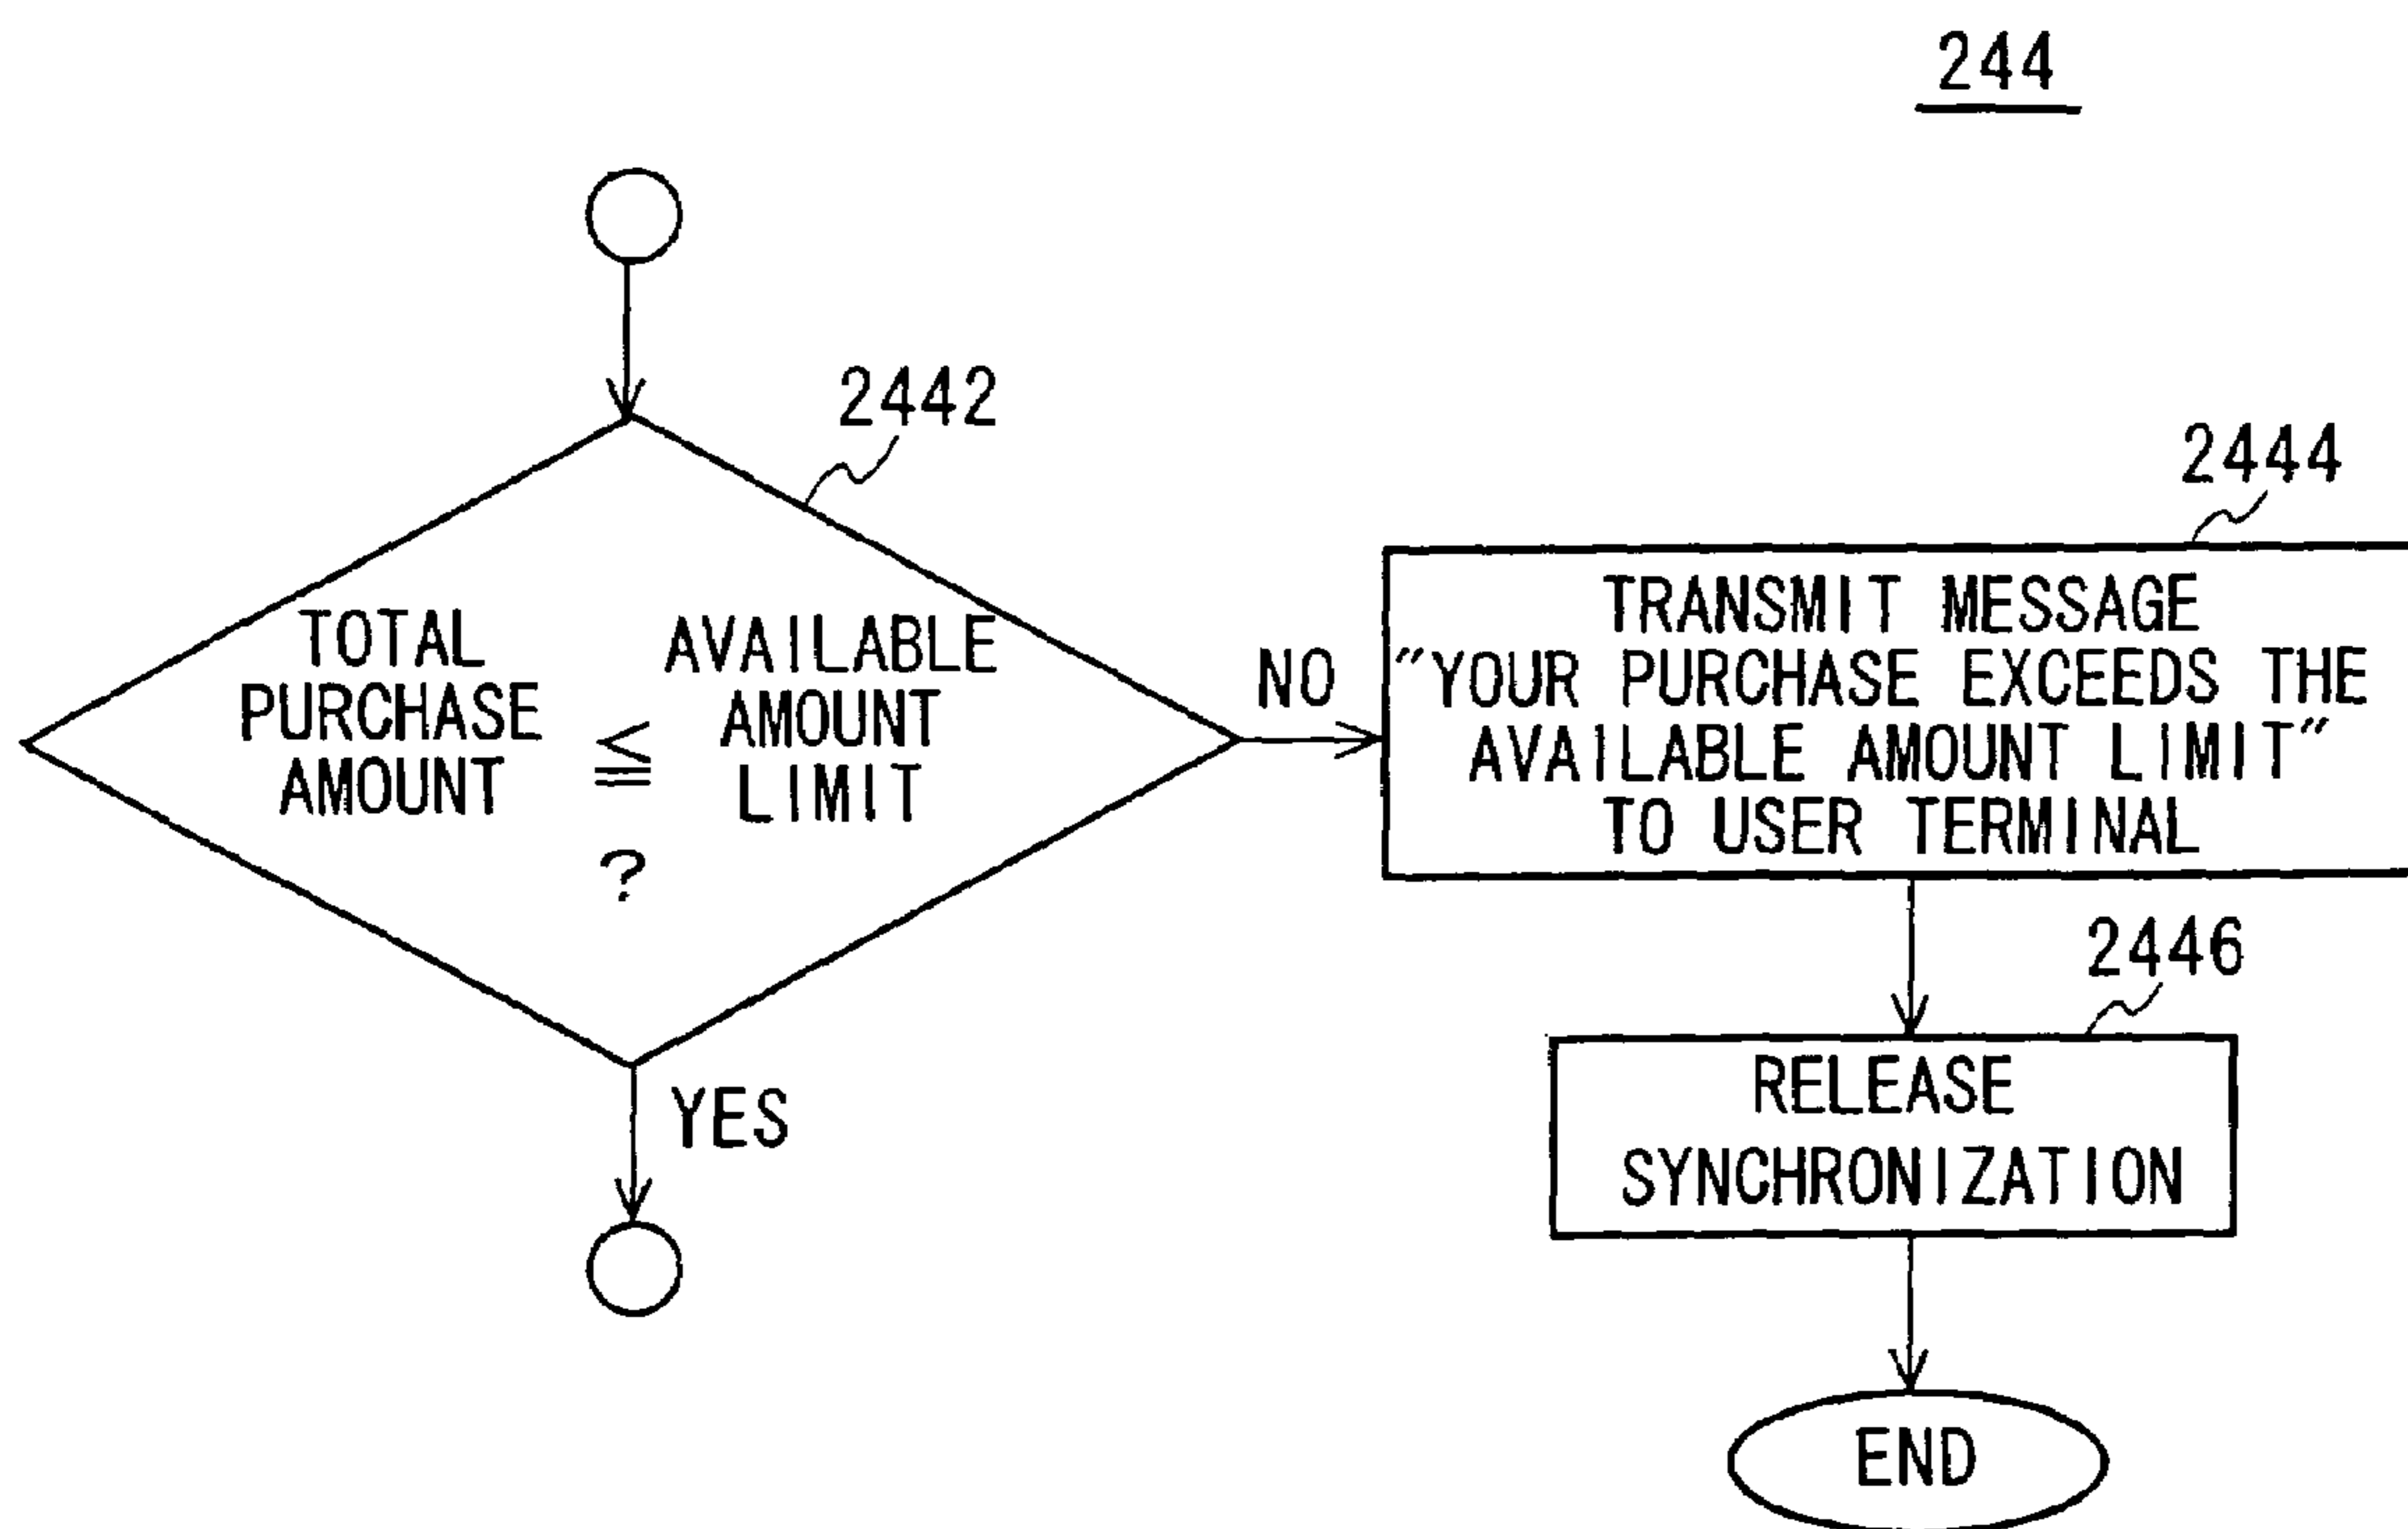 244
2442
TOTAL
PURCHASE
AMOUNT
≦
AVAILABLE
AMOUNT
LIMIT
?
NO
YES
2444
TRANSMIT MESSAGE
"YOUR PURCHASE EXCEEDS THE
AVAILABLE AMOUNT LIMIT"
TO USER TERMINAL
2446
RELEASE
SYNCHRONIZATION
END